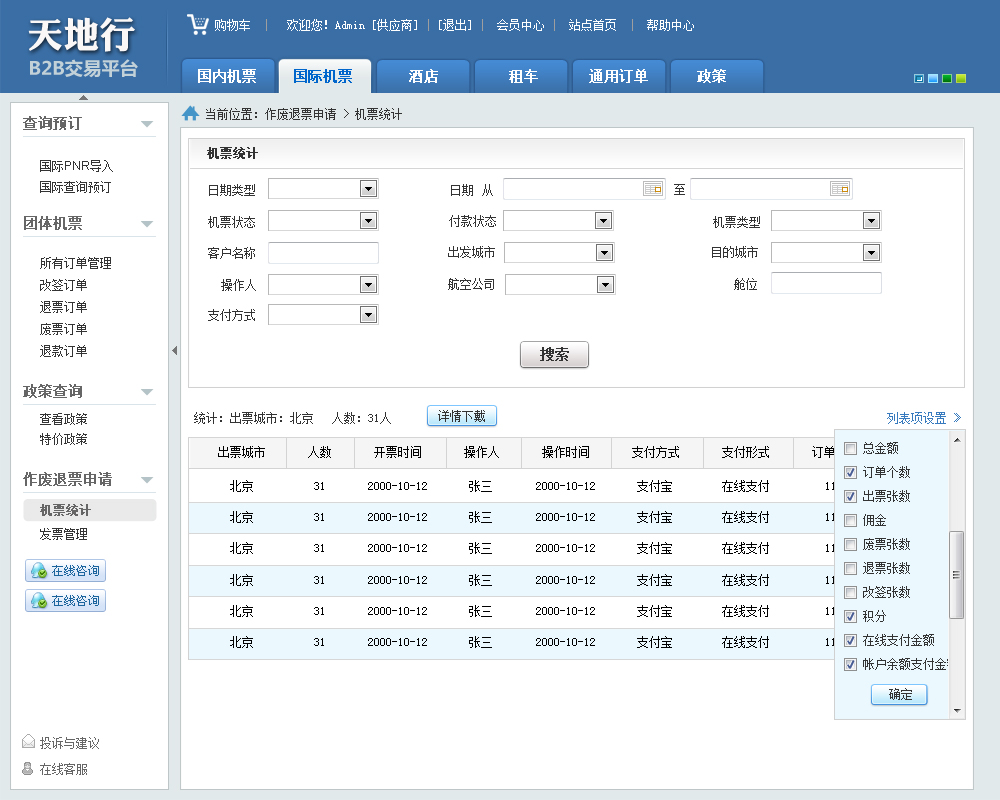 天地行
B2B交易平台
购物车 | 欢迎您! Admin [供应商] | [退出] | 会员中心 | 站点首页 | 帮助中心
国内机票 国际机票 酒店 租车 通用订单 政策
当前位置: 作废退票申请 > 机票统计
查询预订
国际PNR导入
国际查询预订
团体机票
所有订单管理
改签订单
退票订单
废票订单
退款订单
政策查询
查看政策
特价政策
作废退票申请
机票统计
发票管理
在线咨询
在线咨询
投诉与建议
在线客服
机票统计
日期类型 日期 从 至
机票状态 付款状态 机票类型
客户名称 出发城市 目的城市
操作人 航空公司 舱位
支付方式
搜索
统计: 出票城市: 北京 人数: 31人 详情下载 列表项设置 >
出票城市 人数 开票时间 操作人 操作时间 支付方式 支付形式 订单
北京 31 2000-10-12 张三 2000-10-12 支付宝 在线支付 11
北京 31 2000-10-12 张三 2000-10-12 支付宝 在线支付 11
北京 31 2000-10-12 张三 2000-10-12 支付宝 在线支付 11
北京 31 2000-10-12 张三 2000-10-12 支付宝 在线支付 11
北京 31 2000-10-12 张三 2000-10-12 支付宝 在线支付 11
北京 31 2000-10-12 张三 2000-10-12 支付宝 在线支付 11
总金额
订单个数
出票张数
佣金
废票张数
退票张数
改签张数
积分
在线支付金额
帐户余额支付金
确定